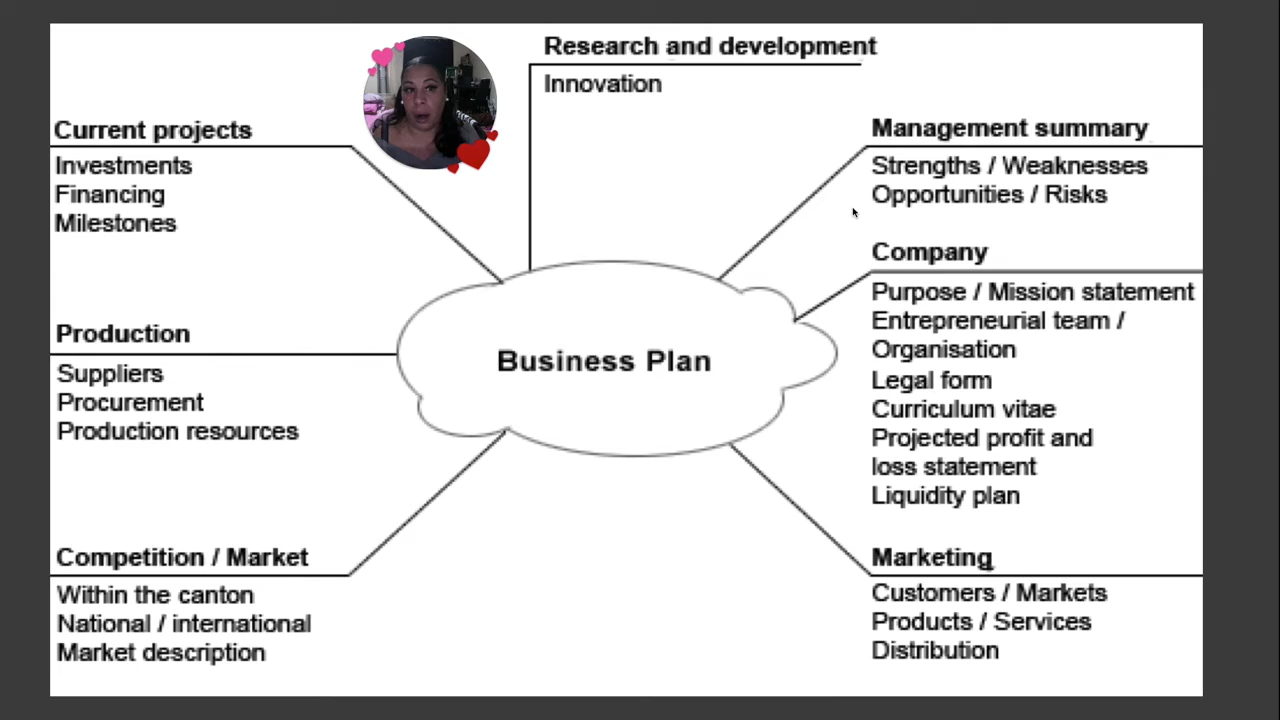 Research and development
Innovation
Current projects
Investments
Financing
Milestones
Management summary
Strengths / Weaknesses
Opportunities / Risks
Company
Purpose / Mission statement
Entrepreneurial team /
Organisation
Legal form
Curriculum vitae
Projected profit and
loss statement
Liquidity plan
Production
Suppliers
Procurement
Production resources
Business Plan
Competition / Market
Within the canton
National / international
Market description
Marketing
Customers / Markets
Products / Services
Distribution